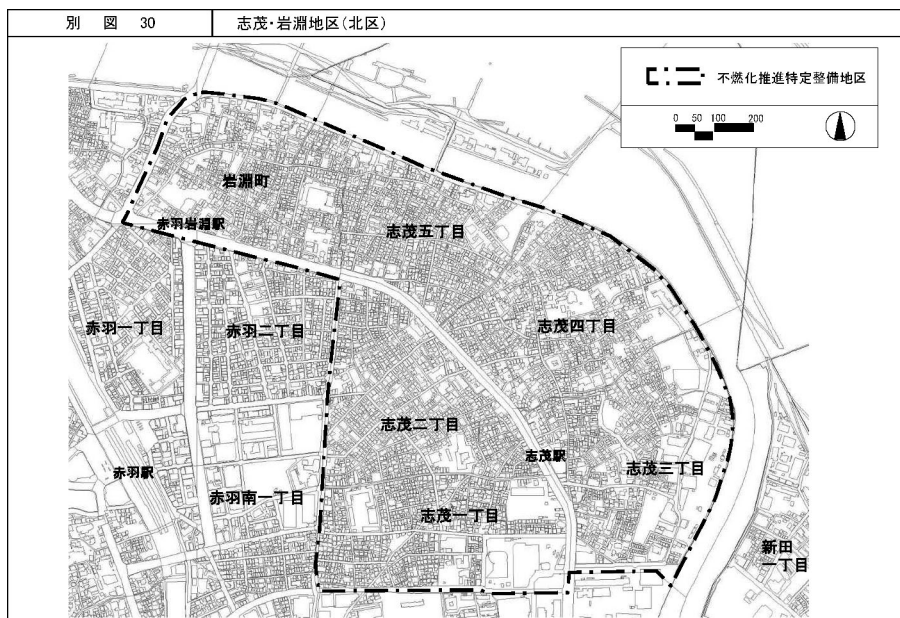 別 図 30
志茂・岩淵地区(北区)
不燃化推進特定整備地区
0 50 100 200
岩淵町
赤羽岩淵駅
志茂五丁目
赤羽一丁目
赤羽二丁目
志茂四丁目
志茂二丁目
志茂駅
志茂三丁目
赤羽駅
赤羽南一丁目
志茂一丁目
新田
一丁目